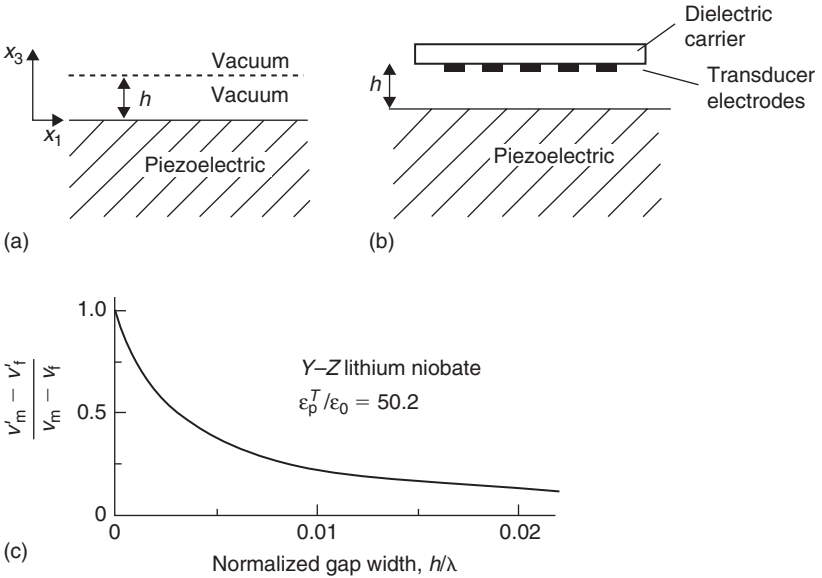 x₃
Vacuum
h
Vacuum
x₁
Piezoelectric
(a)
Dielectric
carrier
h
Transducer
electrodes
Piezoelectric
(b)
1.0
0.5
0
v′m − v′f
vm − vf
Y–Z lithium niobate
εpᵀ/ε₀ = 50.2
0
0.01
0.02
(c)
Normalized gap width, h/λ